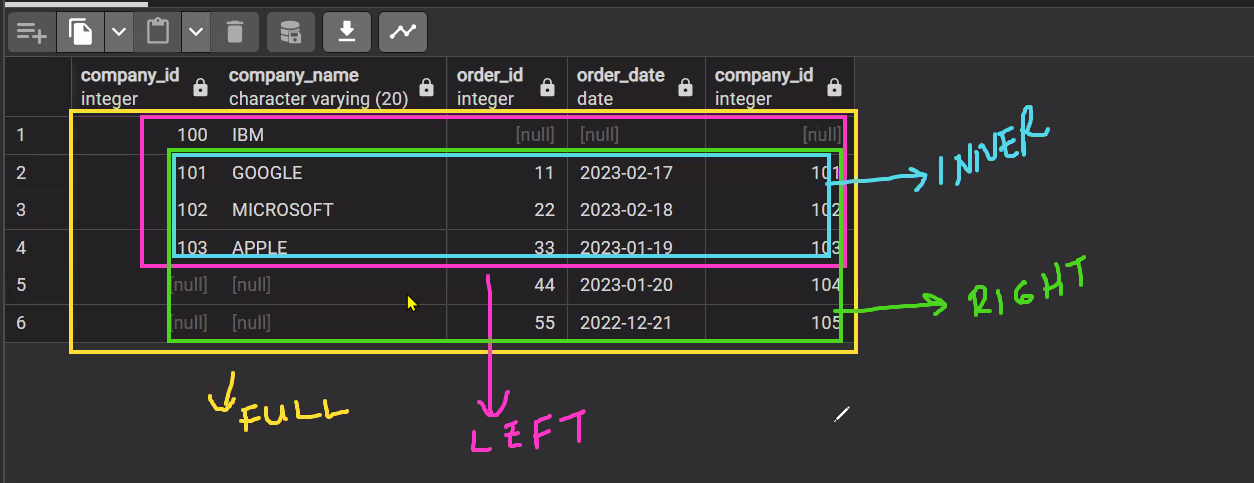 company_id company_name order_id order_date company_id
integer character varying (20) integer date integer
1 100 IBM [null] [null] [null]
2 101 GOOGLE 11 2023-02-17 101
3 102 MICROSOFT 22 2023-02-18 102
4 103 APPLE 33 2023-01-19 103
5 [null] [null] 44 2023-01-20 104
6 [null] [null] 55 2022-12-21 105
INNER
RIGHT
FULL
LEFT